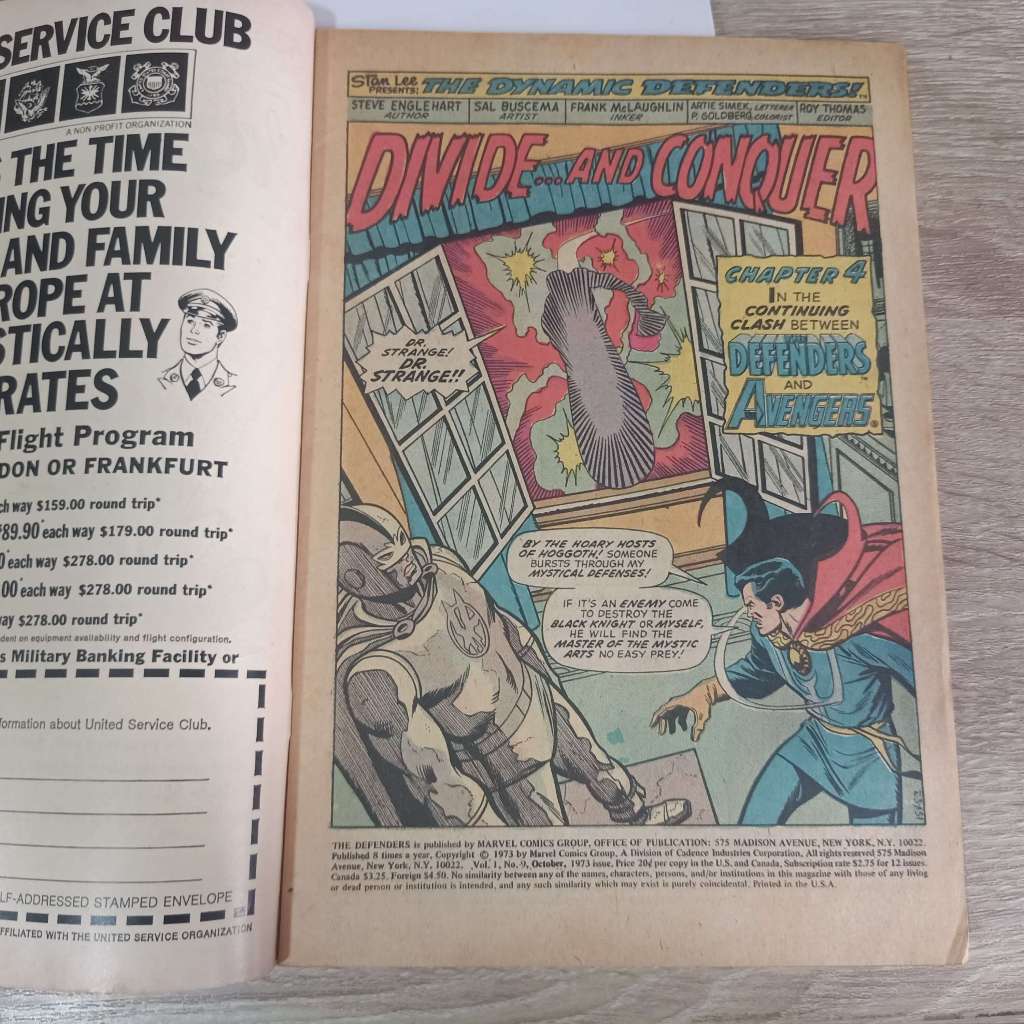 SERVICE CLUB
A NON PROFIT ORGANIZATION
THE TIME
ING YOUR
AND FAMILY
ROPE AT
STICALLY
RATES
Flight Program
DON OR FRANKFURT
ch way $159.00 round trip*
$89.90* each way $179.00 round trip*
each way $278.00 round trip*
00 each way $278.00 round trip*
ay $278.00 round trip*
dent on equipment availability and flight configuration.
s Military Banking Facility or
formation about United Service Club.
LF-ADDRESSED STAMPED ENVELOPE
AFFILIATED WITH THE UNITED SERVICE ORGANIZATION
STAN LEE
PRESENTS:
THE DYNAMIC DEFENDERS!™
STEVE ENGLEHART
AUTHOR
SAL BUSCEMA
ARTIST
FRANK McLAUGHLIN
INKER
ARTIE SIMEK, LETTERER
P. GOLDBERG, COLORIST
ROY THOMAS
EDITOR
DIVIDE...AND CONQUER
CHAPTER 4
IN THE
CONTINUING
CLASH BETWEEN
THE
DEFENDERS™
AND
AVENGERS®
DR.
STRANGE!
DR.
STRANGE!!
BY THE HOARY HOSTS
OF HOGGOTH! SOMEONE
BURSTS THROUGH MY
MYSTICAL DEFENSES!
IF IT'S AN ENEMY COME
TO DESTROY THE
BLACK KNIGHT OR MYSELF,
HE WILL FIND THE
MASTER OF THE MYSTIC
ARTS NO EASY PREY!
THE DEFENDERS is published by MARVEL COMICS GROUP, OFFICE OF PUBLICATION: 575 MADISON AVENUE, NEW YORK, N.Y. 10022.
Published 8 times a year, Copyright © 1973 by Marvel Comics Group, A Division of Cadence Industries Corporation, All rights reserved 575 Madison
Avenue, New York, N.Y. 10022. Vol. 1, No. 9, October, 1973 issue, Price 20¢ per copy in the U.S. and Canada, Subscription rate $2.75 for 12 issues.
Canada $3.25. Foreign $4.50. No similarity between any of the names, characters, persons, and/or institutions in this magazine with those of any living
or dead person or institution is intended, and any such similarity which may exist is purely coincidental. Printed in the U.S.A.